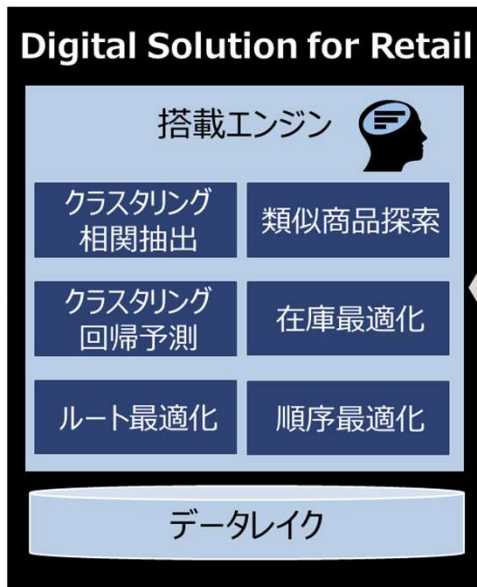 Digital Solution for Retail
搭載エンジン
クラスタリング
相関抽出
類似商品探索
クラスタリング
回帰予測
在庫最適化
ルート最適化
順序最適化
データレイク